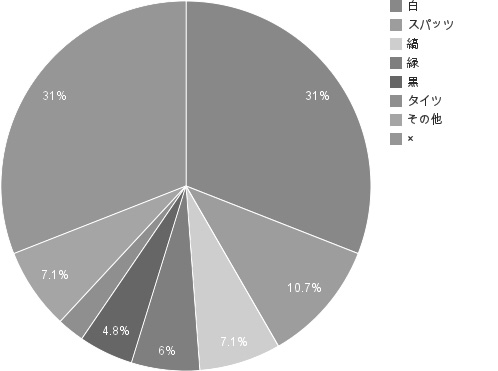 白
スパッツ
縞
緑
黒
タイツ
その他
×
31%
31%
10.7%
7.1%
6%
4.8%
7.1%